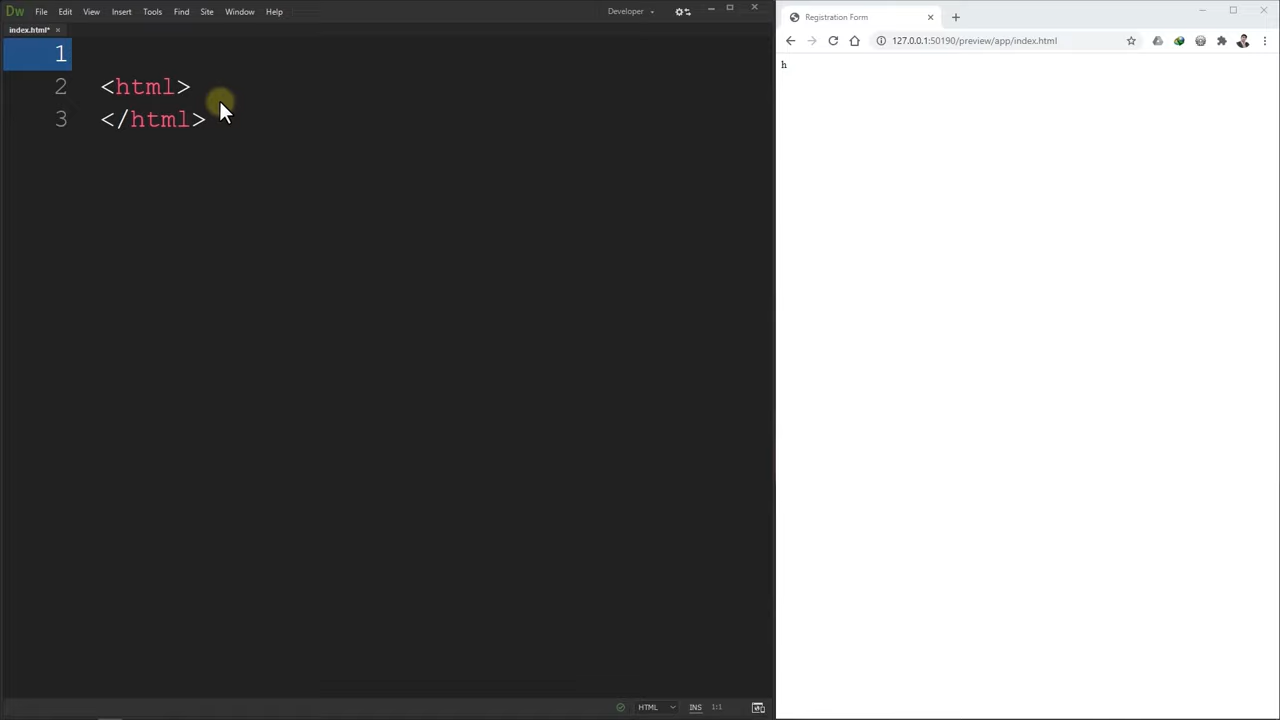 Dw File Edit View Insert Tools Find Site Window Help Developer
index.html*
1
2 <html>
3 </html>
HTML INS 1:1
Registration Form
127.0.0.1:50190/preview/app/index.html
h